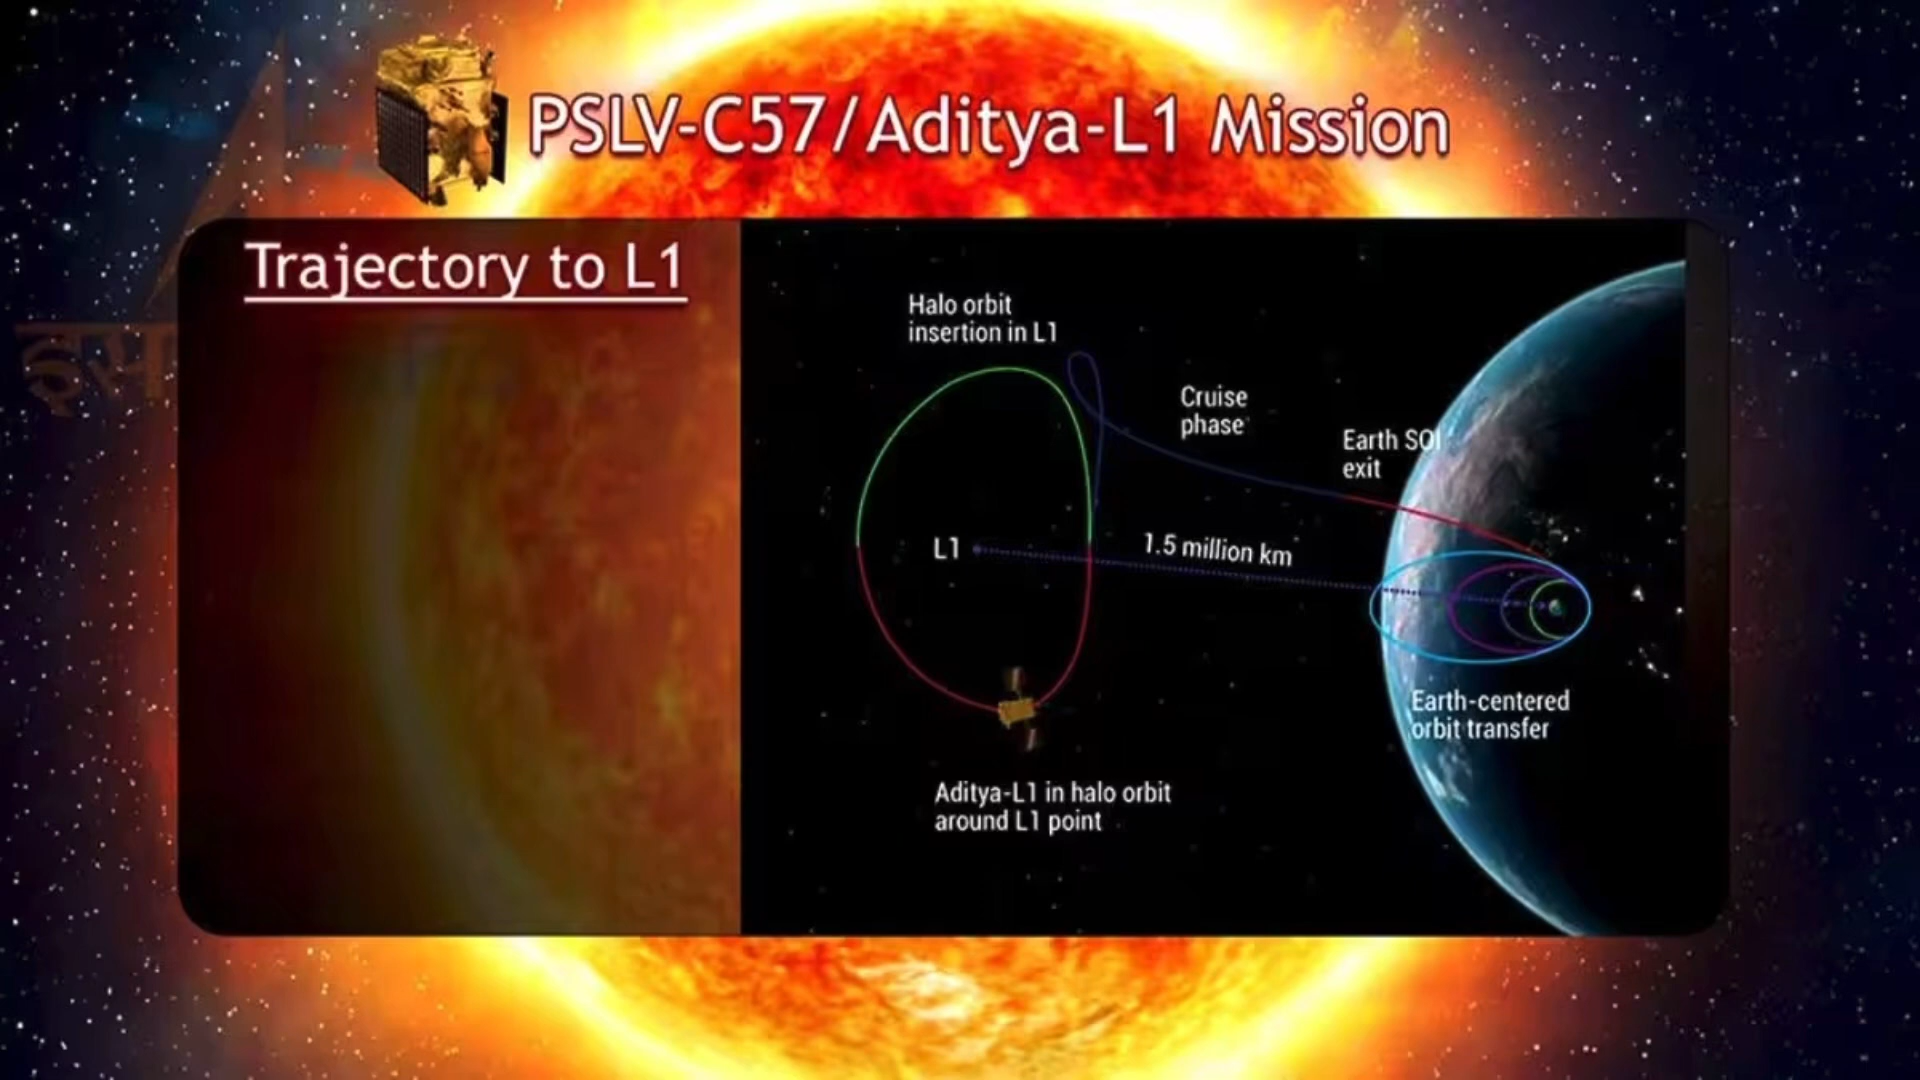 PSLV-C57/Aditya-L1 Mission
Trajectory to L1
Halo orbit
insertion in L1
Cruise
phase
Earth SOI
exit
L1
1.5 million km
Earth-centered
orbit transfer
Aditya-L1 in halo orbit
around L1 point